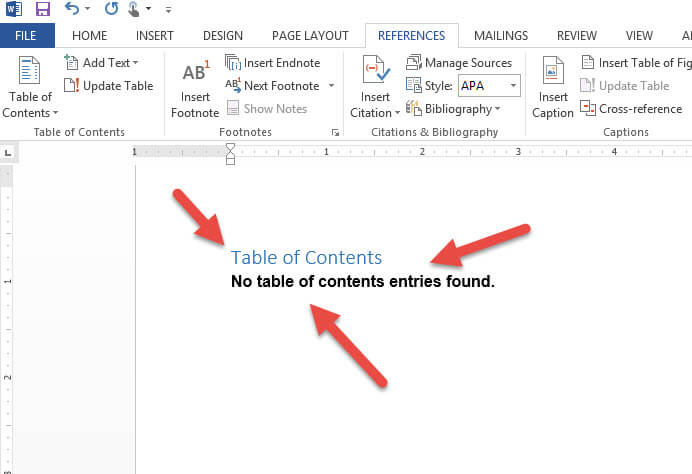 FILE HOME INSERT DESIGN PAGE LAYOUT REFERENCES MAILINGS REVIEW VIEW A
Table of Contents
Add Text
Update Table
Table of Contents
AB1
Insert Footnote
Insert Endnote
AB1 Next Footnote
Show Notes
Footnotes
Insert Citation
Manage Sources
Style: APA
Bibliography
Citations & Bibliography
Insert Caption
Insert Table of Fig
Update Table
Cross-reference
Captions
L
1 1 2 3 4
Table of Contents
No table of contents entries found.
1
2
3